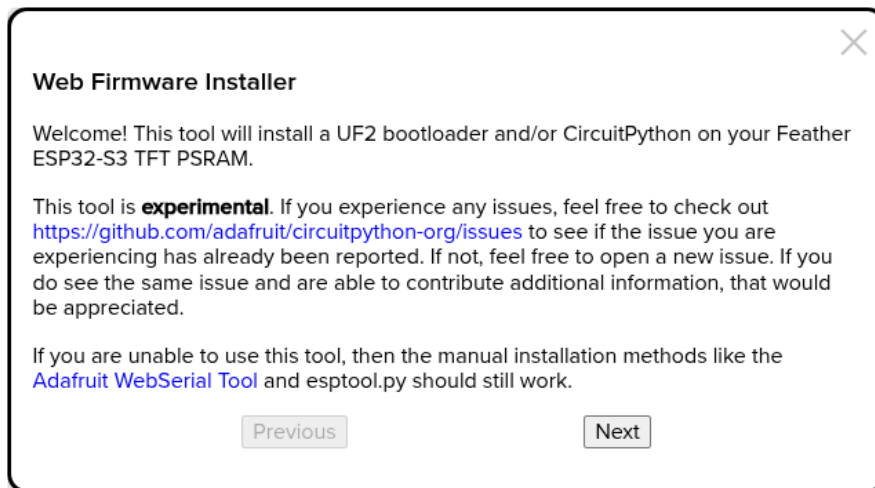 Web Firmware Installer
Welcome! This tool will install a UF2 bootloader and/or CircuitPython on your Feather
ESP32-S3 TFT PSRAM.
This tool is experimental. If you experience any issues, feel free to check out
https://github.com/adafruit/circuitpython-org/issues to see if the issue you are
experiencing has already been reported. If not, feel free to open a new issue. If you
do see the same issue and are able to contribute additional information, that would
be appreciated.
If you are unable to use this tool, then the manual installation methods like the
Adafruit WebSerial Tool and esptool.py should still work.
Previous Next